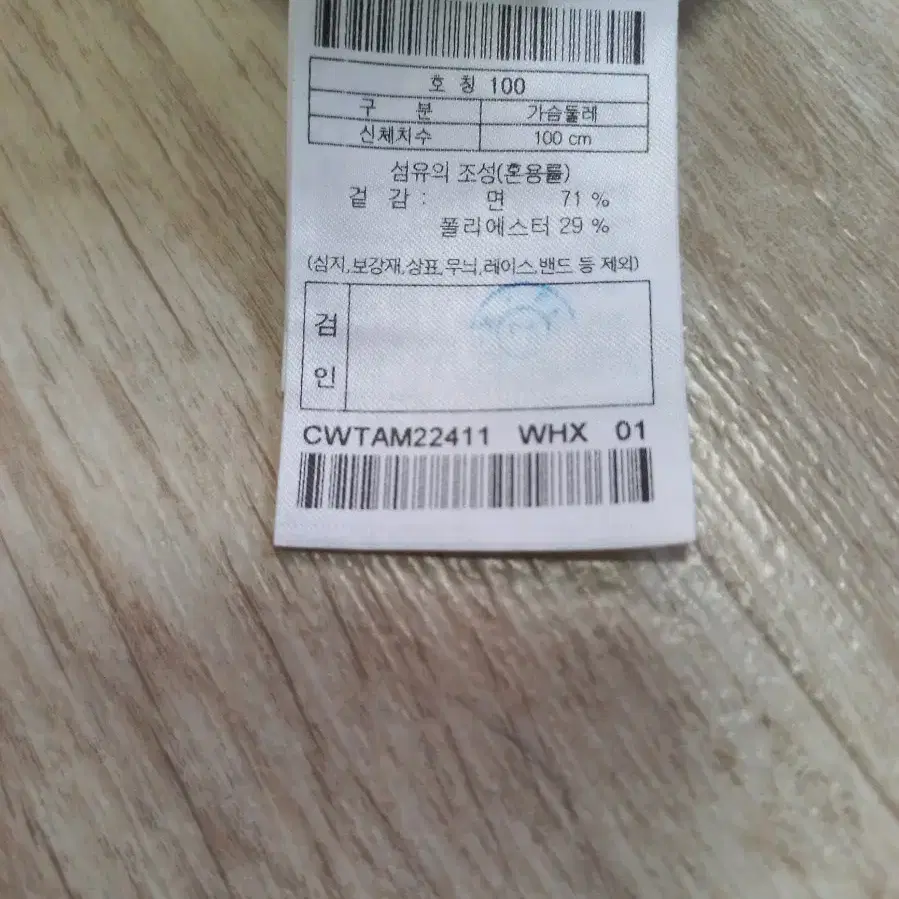 호 칭 100
구 분 가슴둘레
신체치수 100 cm
섬유의 조성(혼용률)
겉 감 : 면 71 %
폴리에스터 29 %
(심지,보강재,상표,무늬,레이스,밴드 등 제외)
검
인
CWTAM22411 WHX 01